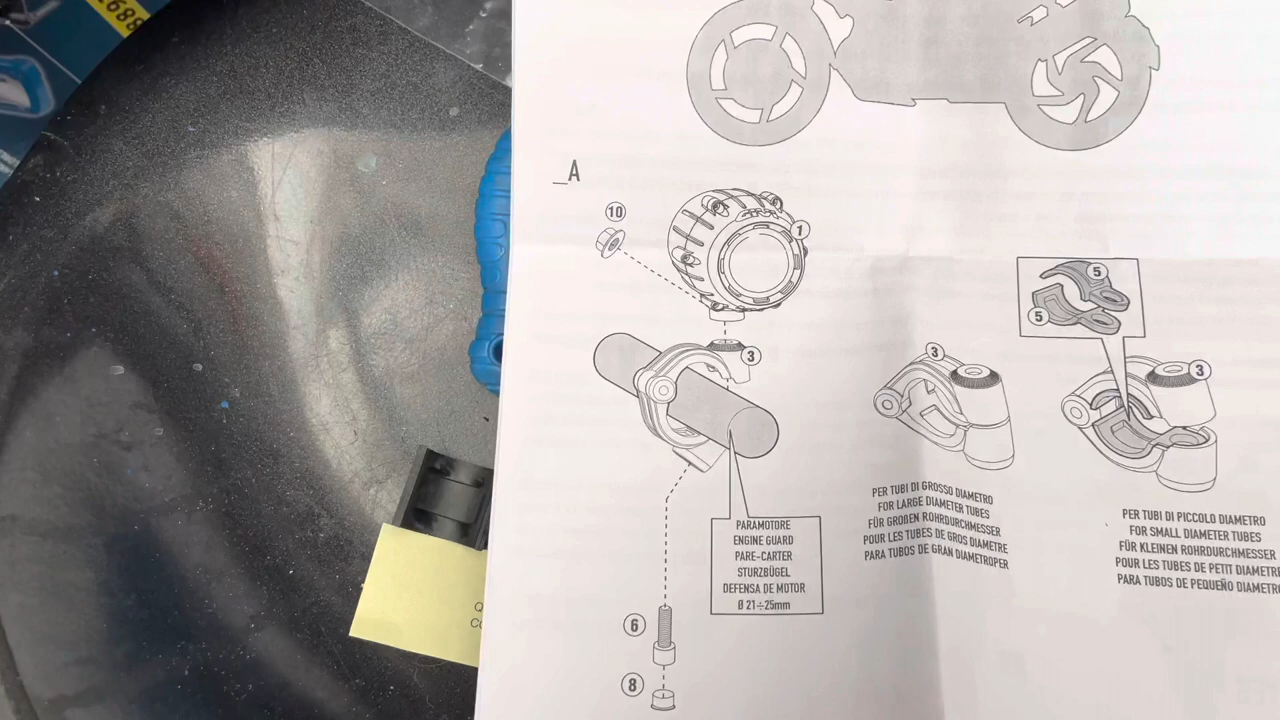 2688
_A
10
1
5
5
3
3
3
PER TUBI DI GROSSO DIAMETRO
FOR LARGE DIAMETER TUBES
FÜR GROßEN ROHRDURCHMESSER
POUR LES TUBES DE GROS DIAMETRE
PARA TUBOS DE GRAN DIAMETROPER
PER TUBI DI PICCOLO DIAMETRO
FOR SMALL DIAMETER TUBES
FÜR KLEINEN ROHRDURCHMESSER
POUR LES TUBES DE PETIT DIAMETRE
PARA TUBOS DE PEQUEÑO DIAMETRO
PARAMOTORE
ENGINE GUARD
PARE-CARTER
STURZBÜGEL
DEFENSA DE MOTOR
Ø 21÷25mm
6
8